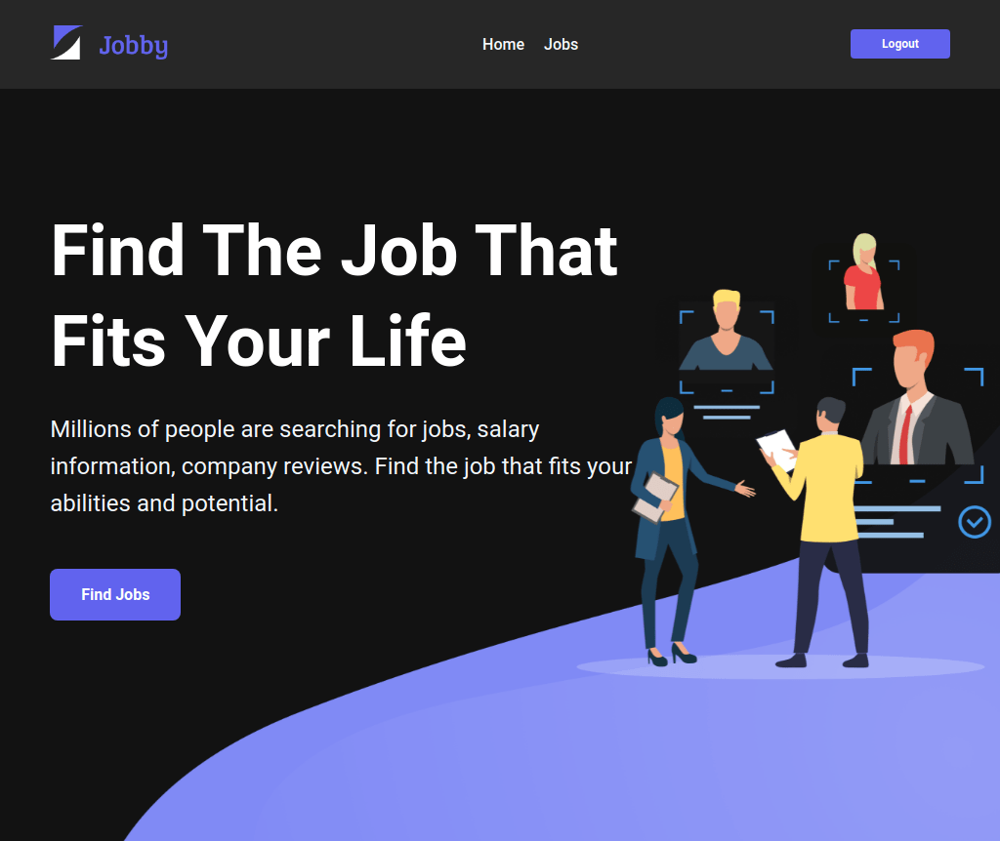 Jobby
Home Jobs
Logout
Find The Job That
Fits Your Life
Millions of people are searching for jobs, salary
information, company reviews. Find the job that fits your
abilities and potential.
Find Jobs